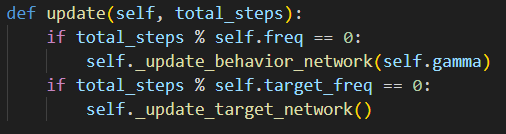 def update(self, total_steps):
    if total_steps % self.freq == 0:
        self._update_behavior_network(self.gamma)
    if total_steps % self.target_freq == 0:
        self._update_target_network()